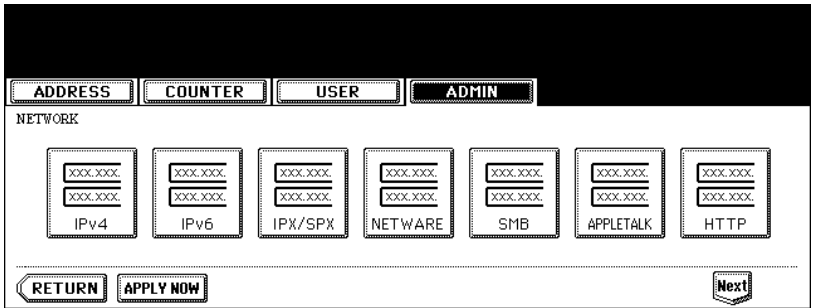 ADDRESS COUNTER USER ADMIN
NETWORK
XXX.XXX. XXX.XXX. XXX.XXX. XXX.XXX. XXX.XXX. XXX.XXX. XXX.XXX.
XXX.XXX. XXX.XXX. XXX.XXX. XXX.XXX. XXX.XXX. XXX.XXX. XXX.XXX.
IPv4 IPv6 IPX/SPX NETWARE SMB APPLETALK HTTP
RETURN APPLY NOW Next